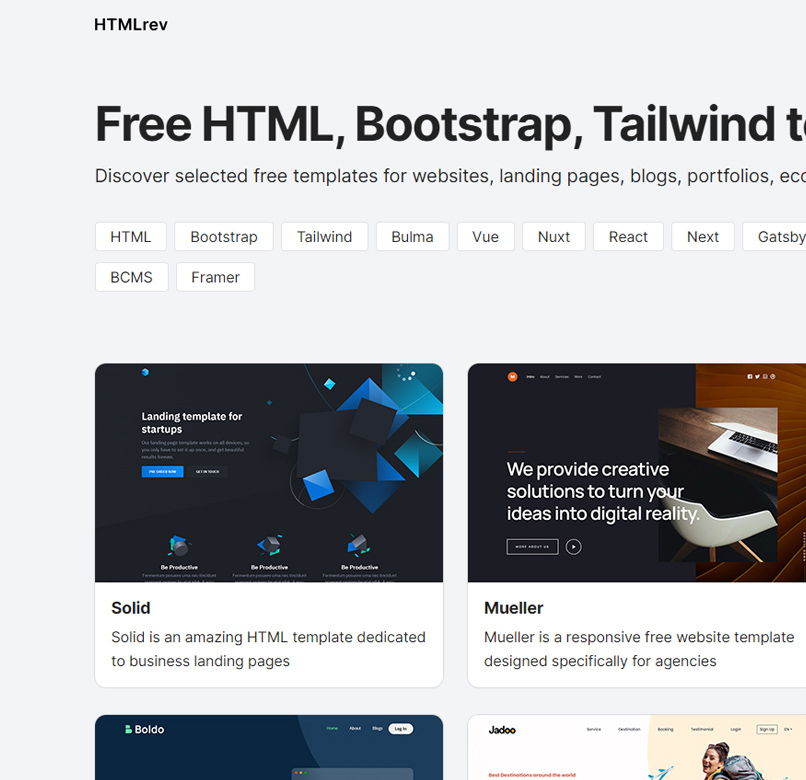 HTMLrev
Free HTML, Bootstrap, Tailwind t
Discover selected free templates for websites, landing pages, blogs, portfolios, eco
HTML Bootstrap Tailwind Bulma Vue Nuxt React Next Gatsby
BCMS Framer
Landing template for
startups
Our landing page template works on all devices, so
you only have to set it up once, and get beautiful
results forever.
PRE-ORDER NOW GET IN TOUCH
Be Productive Be Productive Be Productive
Intro About Services Work Contact
We provide creative
solutions to turn your
ideas into digital reality.
MORE ABOUT US
Solid
Solid is an amazing HTML template dedicated
to business landing pages
Mueller
Mueller is a responsive free website template
designed specifically for agencies
Boldo Home About Blogs Log In
Jadoo Service Destination Booking Testimonial Login Sign Up EN
Best Destinations around the world